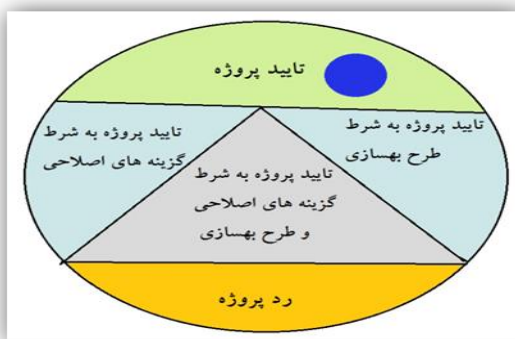 تایید پروژه
تایید پروژه به شرط
طرح بهسازی
تایید پروژه به شرط
گزینه های اصلاحی
تایید پروژه به شرط
گزینه های اصلاحی
و طرح بهسازی
رد پروژه